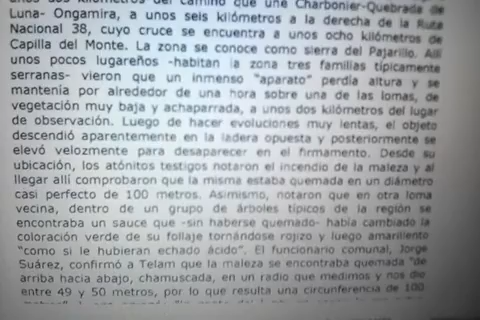 unos dos kilómetros del camino que une Charbonier-Quebrada de
Luna- Ongamira, a unos seis kilómetros a la derecha de la Ruta
Nacional 38, cuyo cruce se encuentra a unos ocho kilómetros de
Capilla del Monte. La zona se conoce como sierra del Pajarillo. Allí
unos pocos lugareños -habitan la zona tres familias típicamente
serranas- vieron que un inmenso “aparato” perdía altura y se
mantenía por alrededor de una hora sobre una de las lomas, de
vegetación muy baja y achaparrada, a unos dos kilómetros del lugar
de observación. Luego de hacer evoluciones muy lentas, el objeto
descendió aparentemente en la ladera opuesta y posteriormente se
elevó velozmente para desaparecer en el firmamento. Desde su
ubicación, los atónitos testigos notaron el incendio de la maleza y al
llegar allí comprobaron que la misma estaba quemada en un diámetro
casi perfecto de 100 metros. Asimismo, notaron que en otra loma
vecina, dentro de un grupo de árboles típicos de la región se
encontraba un sauce que -sin haberse quemado- había cambiado la
coloración verde de su follaje tornándose rojizo y luego amarillento
“como si le hubieran echado ácido”. El funcionario comunal, Jorge
Suárez, confirmó a Telam que la maleza se encontraba quemada “de
arriba hacia abajo, chamuscada, en un radio que medimos y nos dio
entre 49 y 50 metros, por lo que resulta una circunferencia de 100